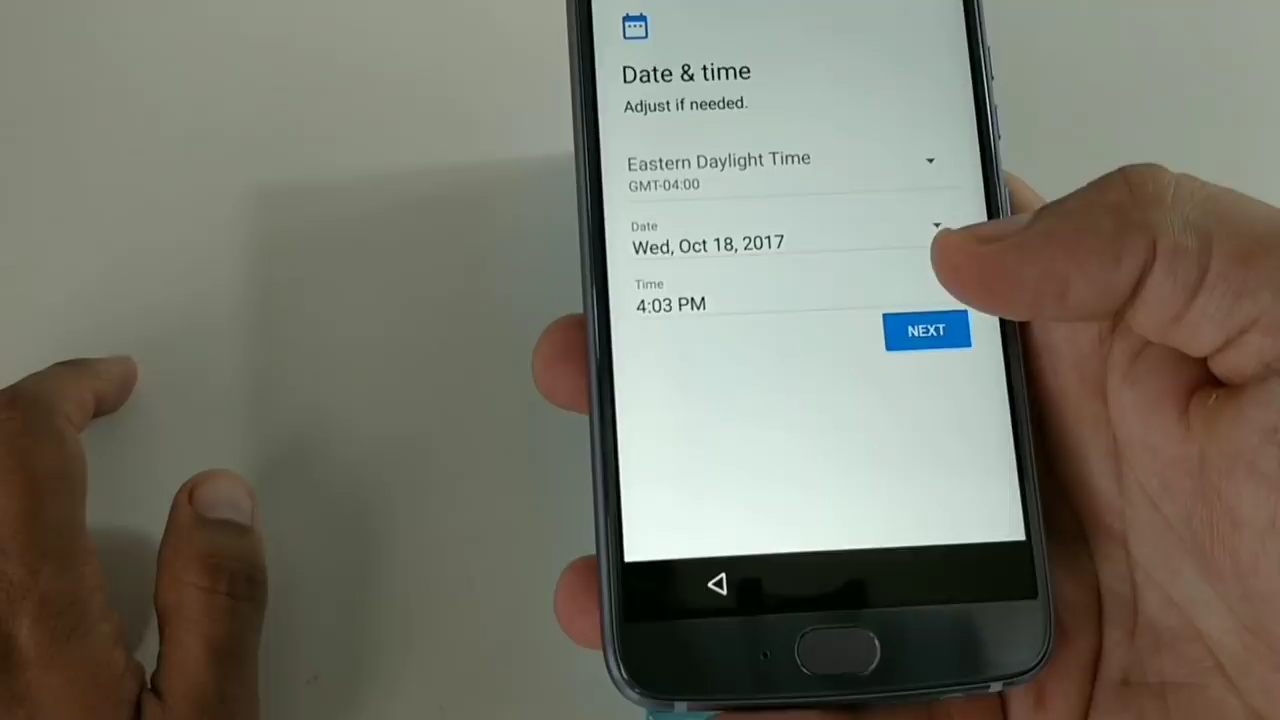 Date & time
Adjust if needed.
Eastern Daylight Time
GMT-04:00
Date
Wed, Oct 18, 2017
Time
4:03 PM
NEXT